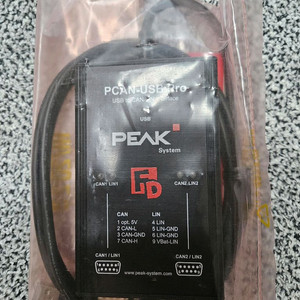 PCAN-USB Pro
USB
PEAK
System
FD
CAN1 LIN1
CAN2 LIN2
CAN LIN
1 opt. 5V 4 LIN
2 CAN-L 5 LIN-GND
3 CAN-GND 6 LIN-GND
7 CAN-H 9 VBat-LIN
CAN1 / LIN1
CAN2 / LIN2
www.peak-system.com